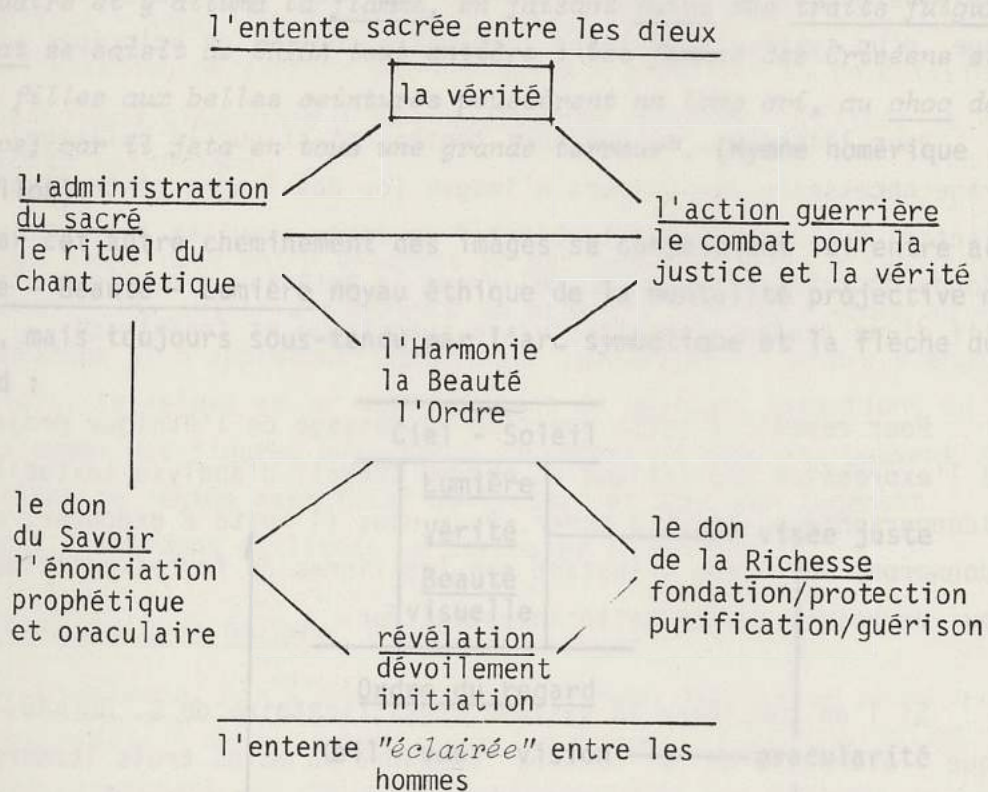 l'entente sacrée entre les dieux
la vérité
l'administration
du sacré
le rituel du
chant poétique
l'action guerrière
le combat pour la
justice et la vérité
l'Harmonie
la Beauté
l'Ordre
le don
du Savoir
l'énonciation
prophétique
et oraculaire
le don
de la Richesse
fondation/protection
purification/guérison
révélation
dévoilement
initiation
l'entente "éclairée" entre les
hommes